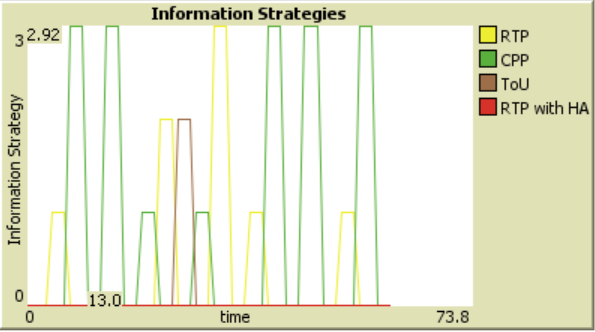 Information Strategies
3
2.92
Information Strategy
0
13.0
0
time
73.8
RTP
CPP
ToU
RTP with HA